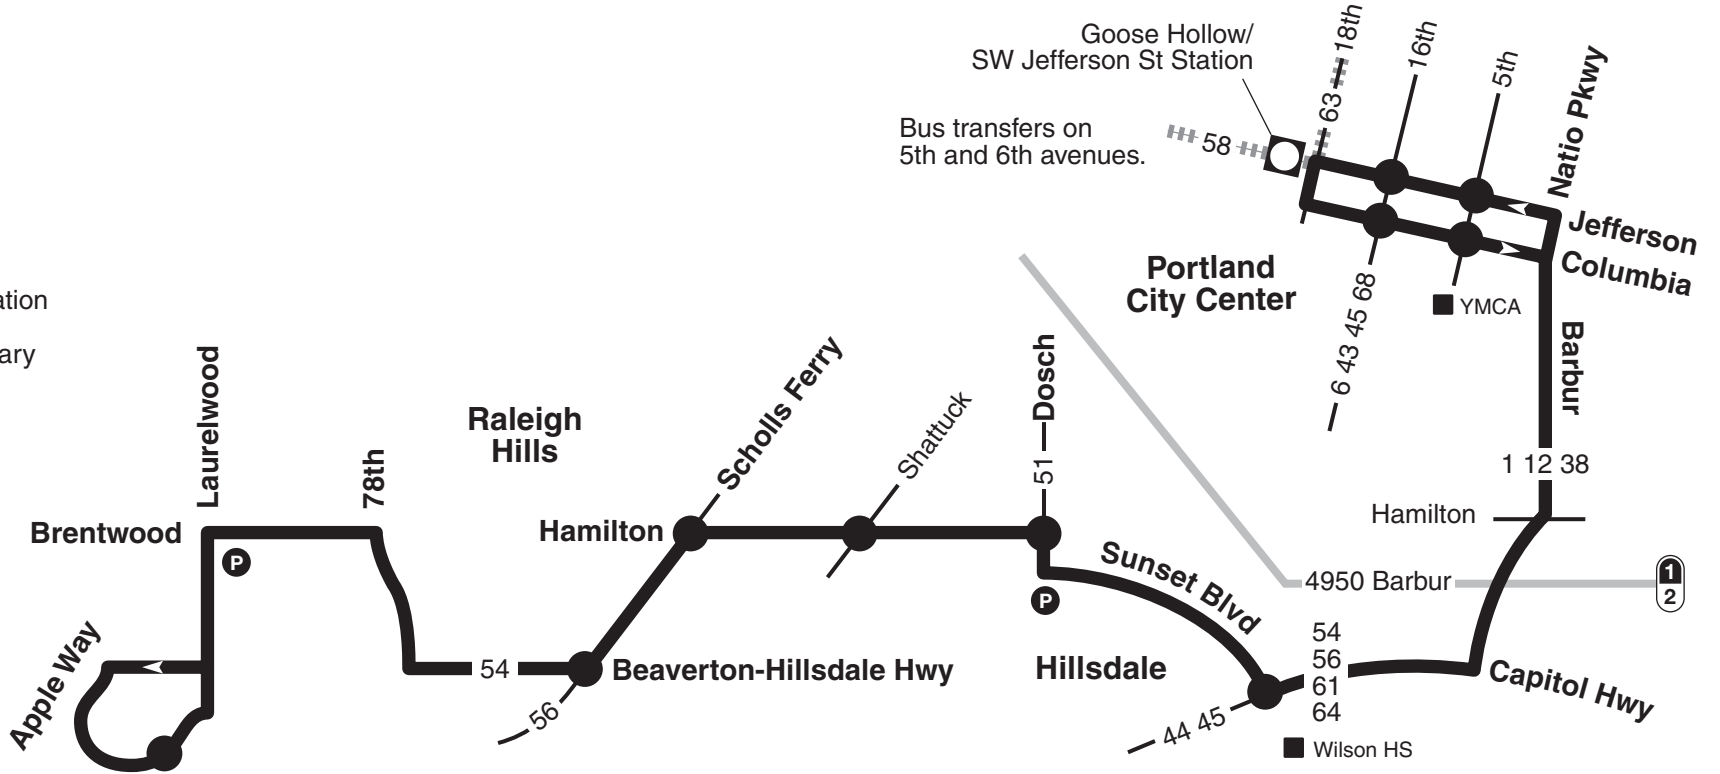 Goose Hollow/
SW Jefferson St Station
Bus transfers on
5th and 6th avenues.
58
63
18th
16th
5th
Natio Pkwy
Jefferson
Columbia
Portland
City Center
YMCA
6 43 45 68
Barbur
1 12 38
Hamilton
4950 Barbur
1
2
ation
ary
Laurelwood
78th
Raleigh
Hills
Scholls Ferry
Shattuck
Dosch
51
Brentwood
P
Hamilton
P
Sunset Blvd
Apple Way
54
Beaverton-Hillsdale Hwy
56
Hillsdale
54
56
61
64
Capitol Hwy
44 45
Wilson HS